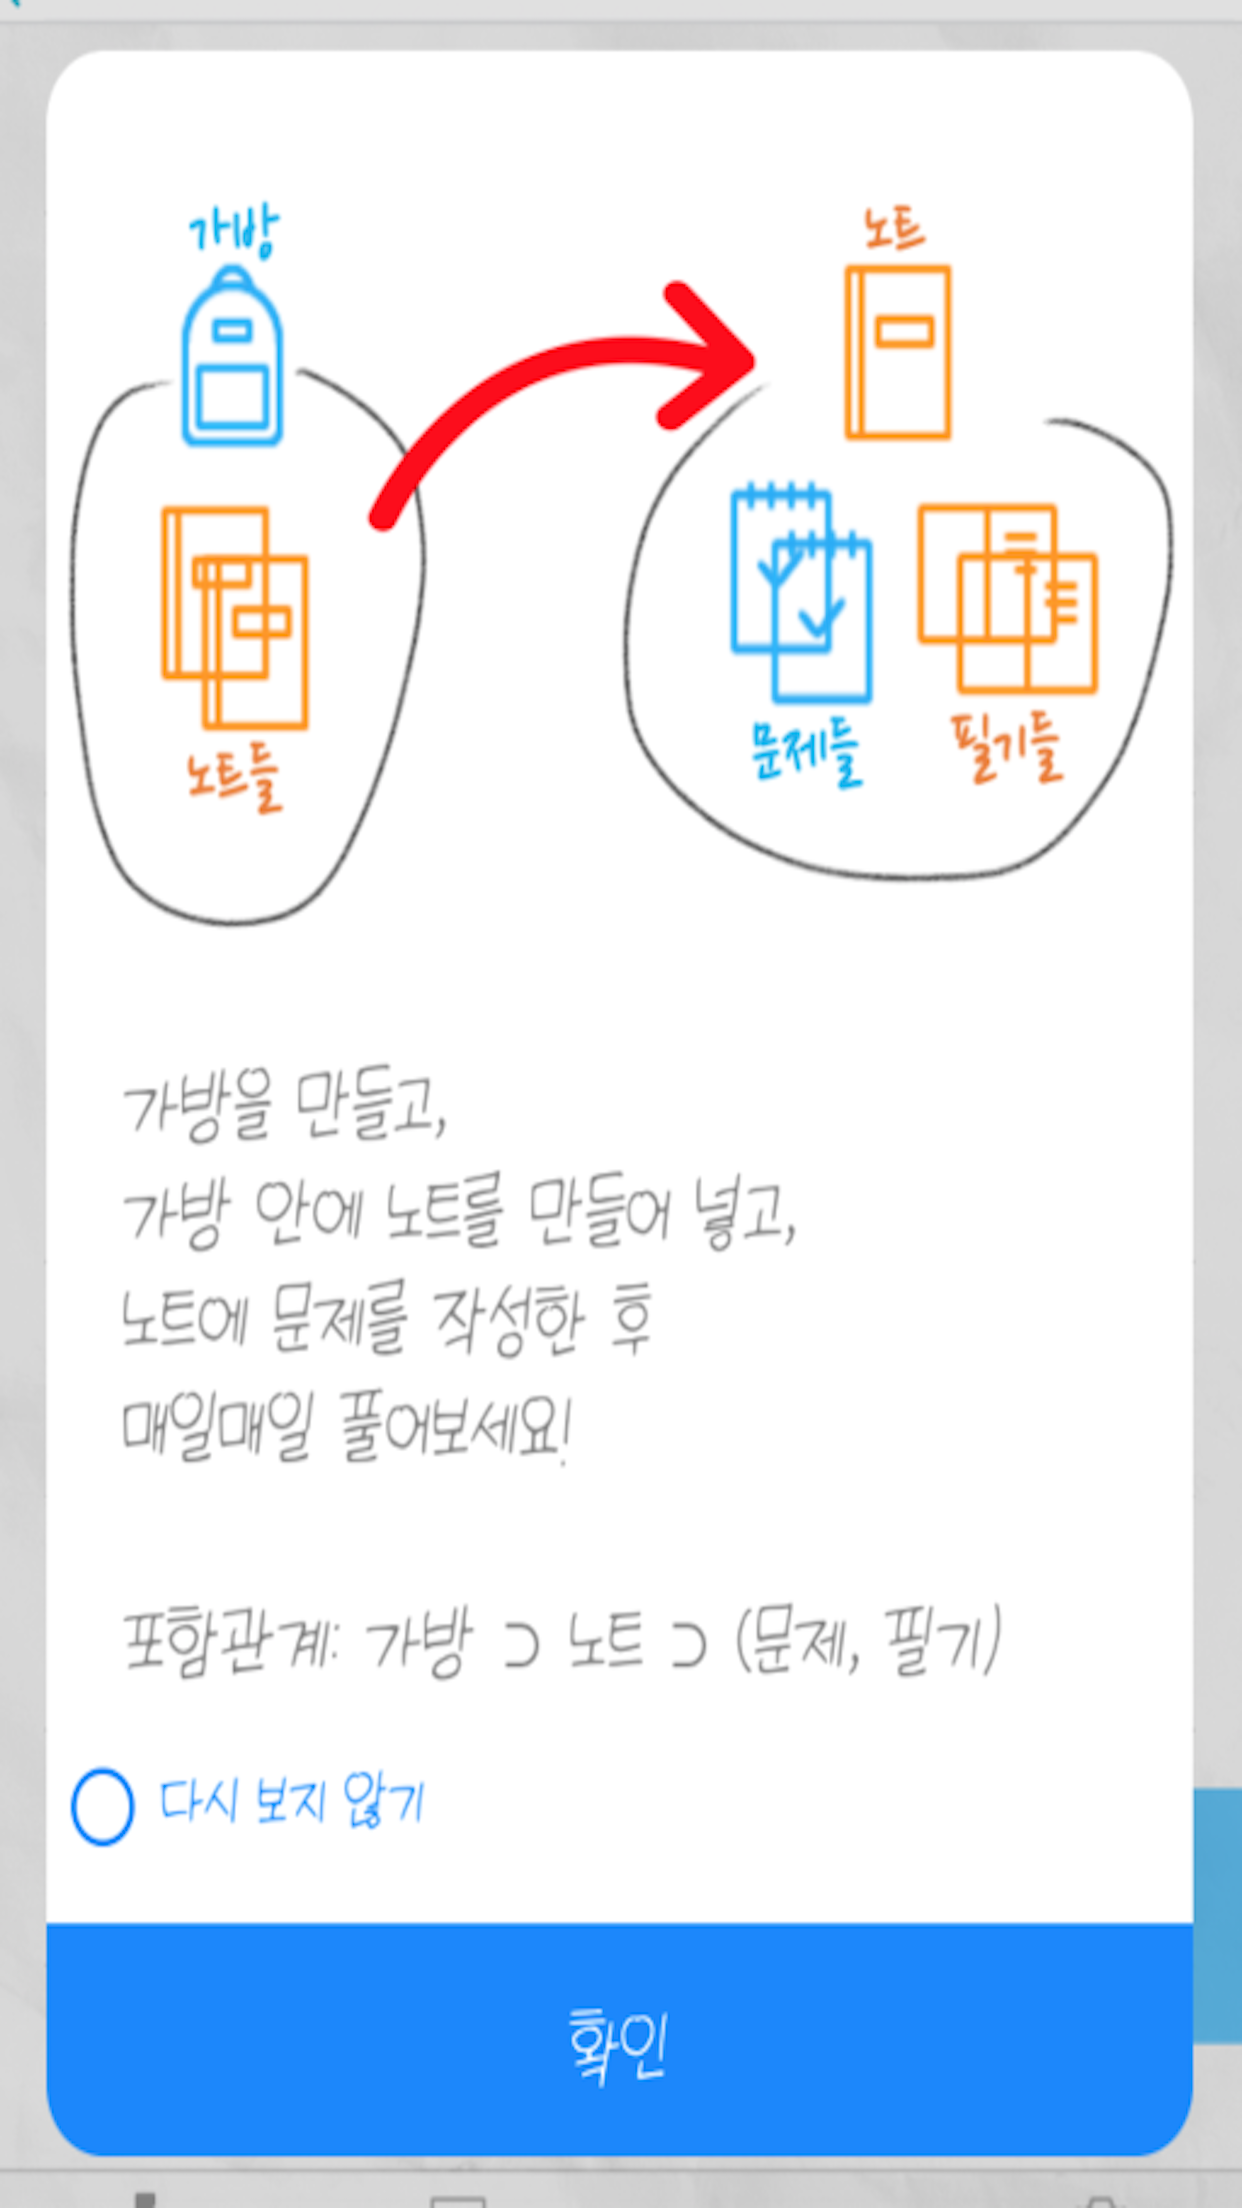 가방
노트
노트들
문제들
필기들
가방을 만들고,
가방 안에 노트를 만들어 넣고,
노트에 문제를 작성한 후
매일매일 풀어보세요!
포함관계: 가방 ⊃ 노트 ⊃ (문제, 필기)
다시 보지 않기
확인